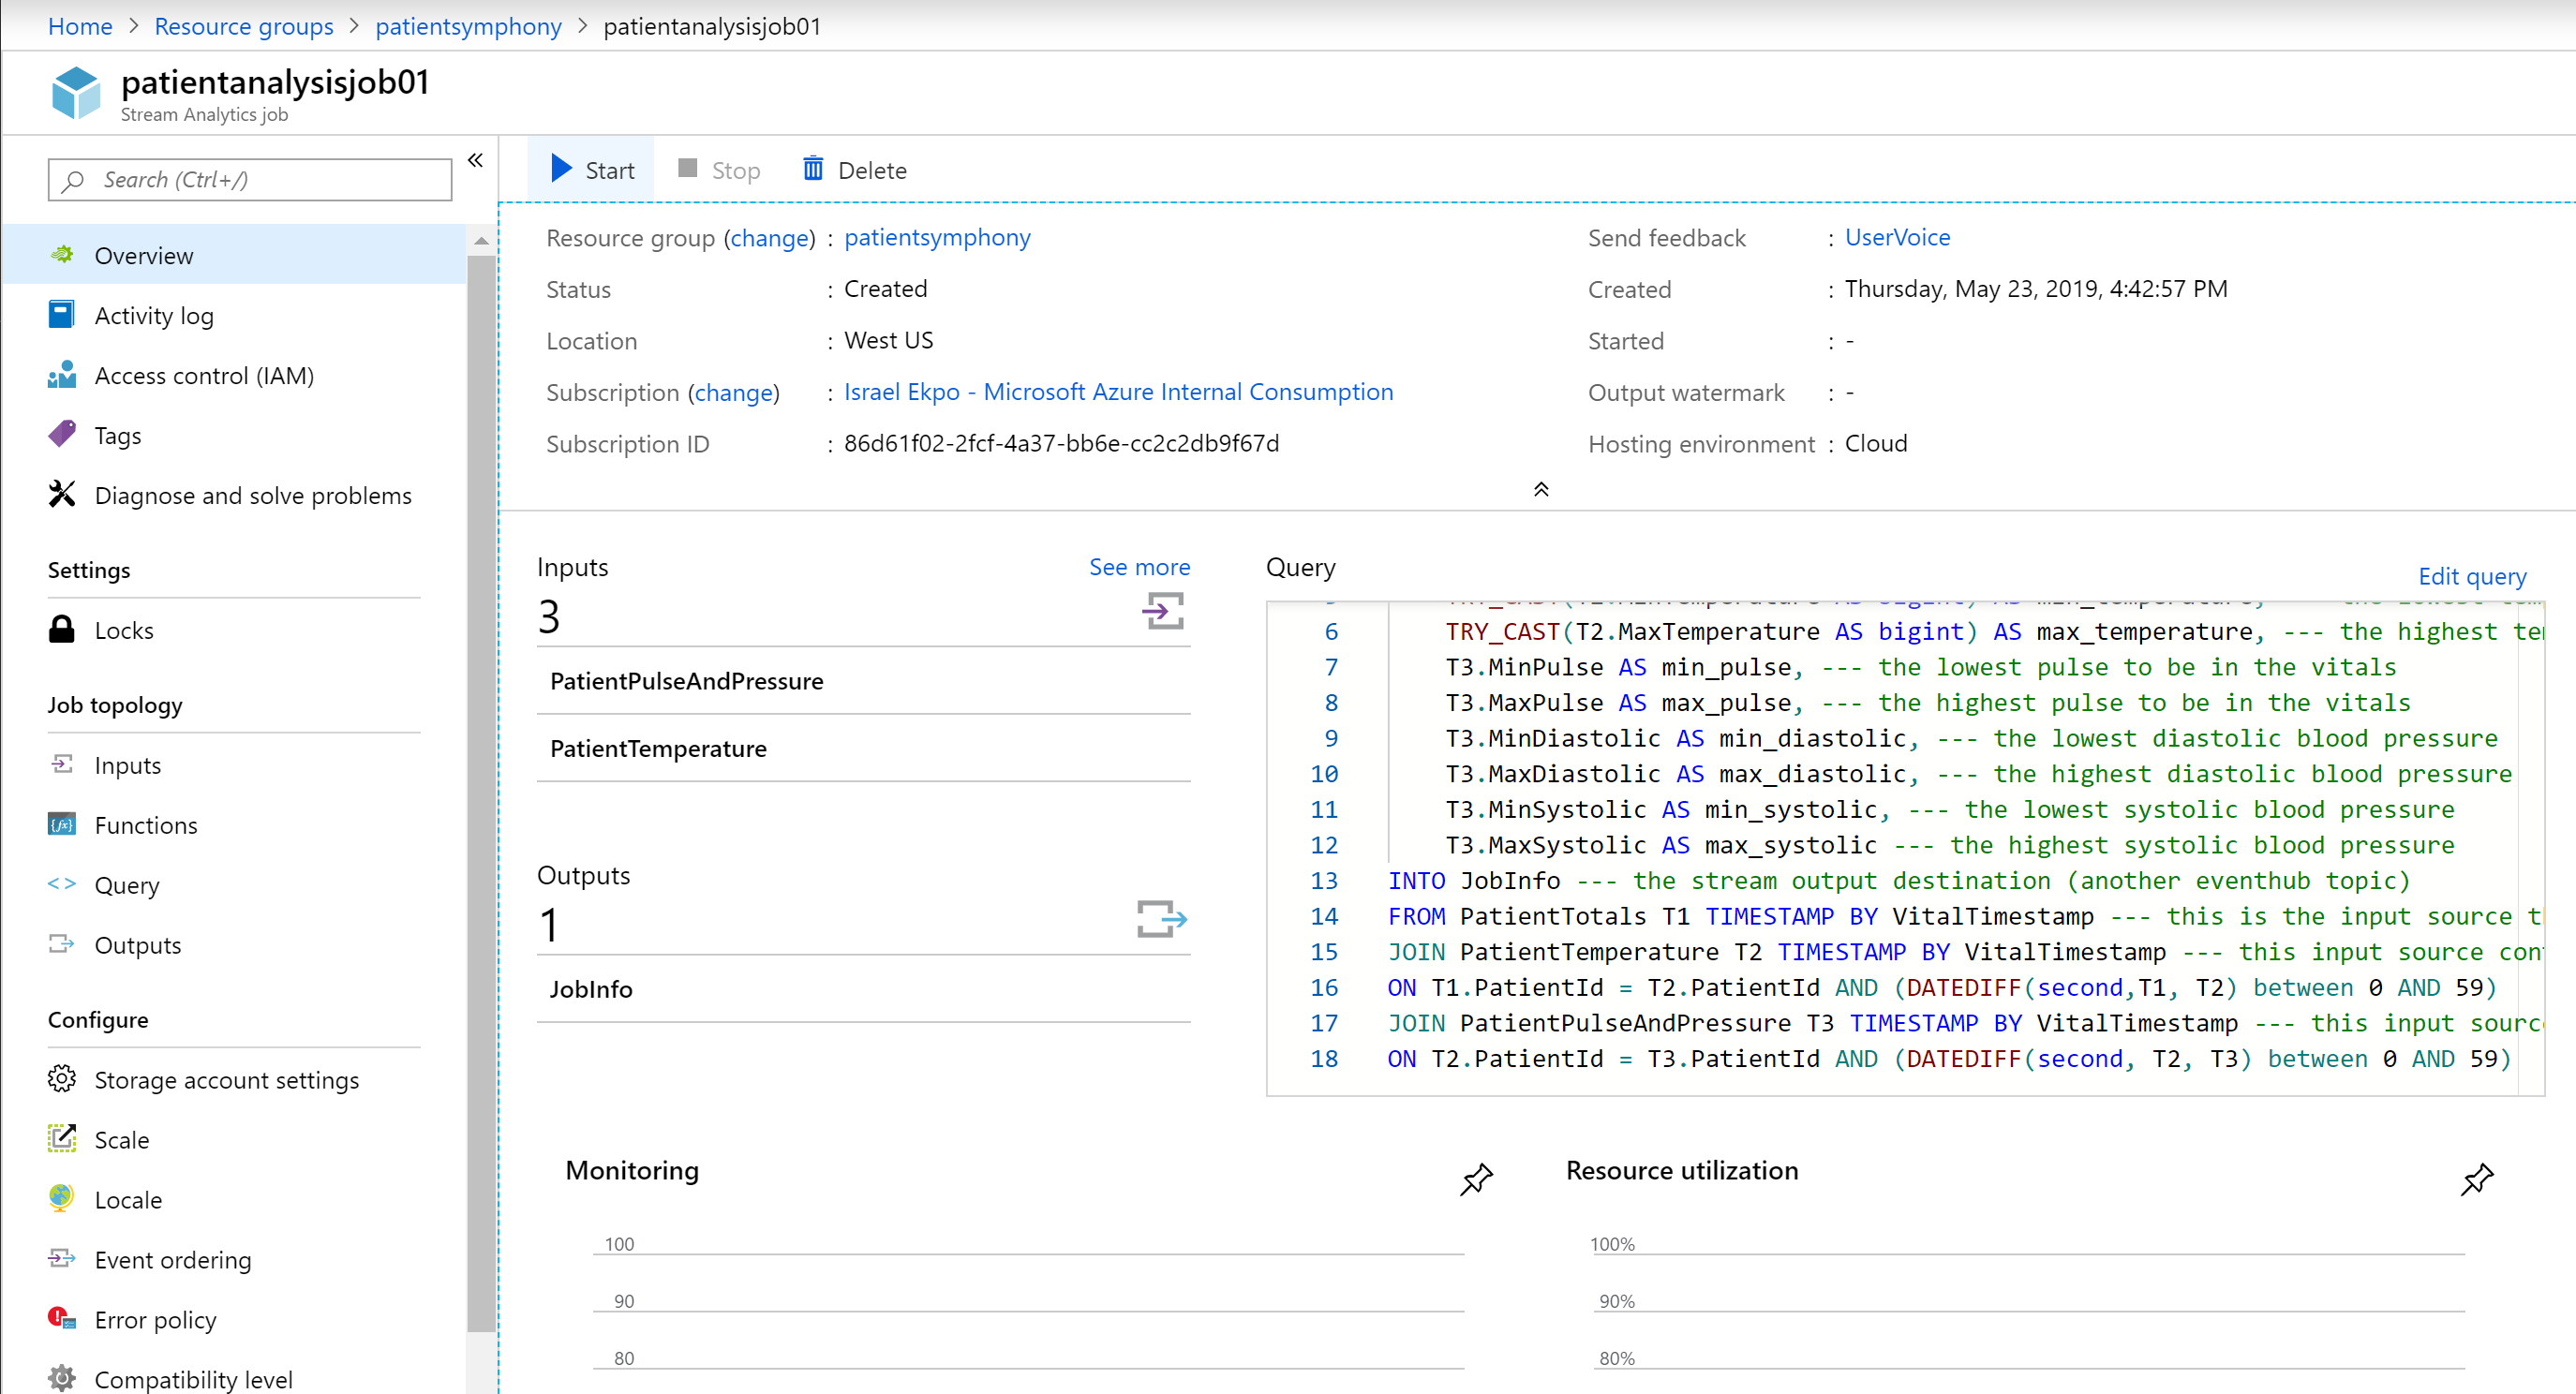 Home > Resource groups > patientsymphony > patientanalysisjob01
patientanalysisjob01
Stream Analytics job
Search (Ctrl+/)
«
Overview
Activity log
Access control (IAM)
Tags
Diagnose and solve problems
Settings
Locks
Job topology
Inputs
Functions
Query
Outputs
Configure
Storage account settings
Scale
Locale
Event ordering
Error policy
Compatibility level
Start Stop Delete
Resource group (change) : patientsymphony
Status : Created
Location : West US
Subscription (change) : Israel Ekpo - Microsoft Azure Internal Consumption
Subscription ID : 86d61f02-2fcf-4a37-bb6e-cc2c2db9f67d
Send feedback : UserVoice
Created : Thursday, May 23, 2019, 4:42:57 PM
Started : -
Output watermark : -
Hosting environment : Cloud
Inputs See more
3
PatientPulseAndPressure
PatientTemperature
Outputs
1
JobInfo
Query Edit query
6 TRY_CAST(T2.MaxTemperature AS bigint) AS max_temperature, --- the highest
7 T3.MinPulse AS min_pulse, --- the lowest pulse to be in the vitals
8 T3.MaxPulse AS max_pulse, --- the highest pulse to be in the vitals
9 T3.MinDiastolic AS min_diastolic, --- the lowest diastolic blood pressure
10 T3.MaxDiastolic AS max_diastolic, --- the highest diastolic blood pressure
11 T3.MinSystolic AS min_systolic, --- the lowest systolic blood pressure
12 T3.MaxSystolic AS max_systolic --- the highest systolic blood pressure
13 INTO JobInfo --- the stream output destination (another eventhub topic)
14 FROM PatientTotals T1 TIMESTAMP BY VitalTimestamp --- this is the input source
15 JOIN PatientTemperature T2 TIMESTAMP BY VitalTimestamp --- this input source
16 ON T1.PatientId = T2.PatientId AND (DATEDIFF(second,T1, T2) between 0 AND 59)
17 JOIN PatientPulseAndPressure T3 TIMESTAMP BY VitalTimestamp --- this input
18 ON T2.PatientId = T3.PatientId AND (DATEDIFF(second, T2, T3) between 0 AND 59)
Monitoring
100
90
80
Resource utilization
100%
90%
80%